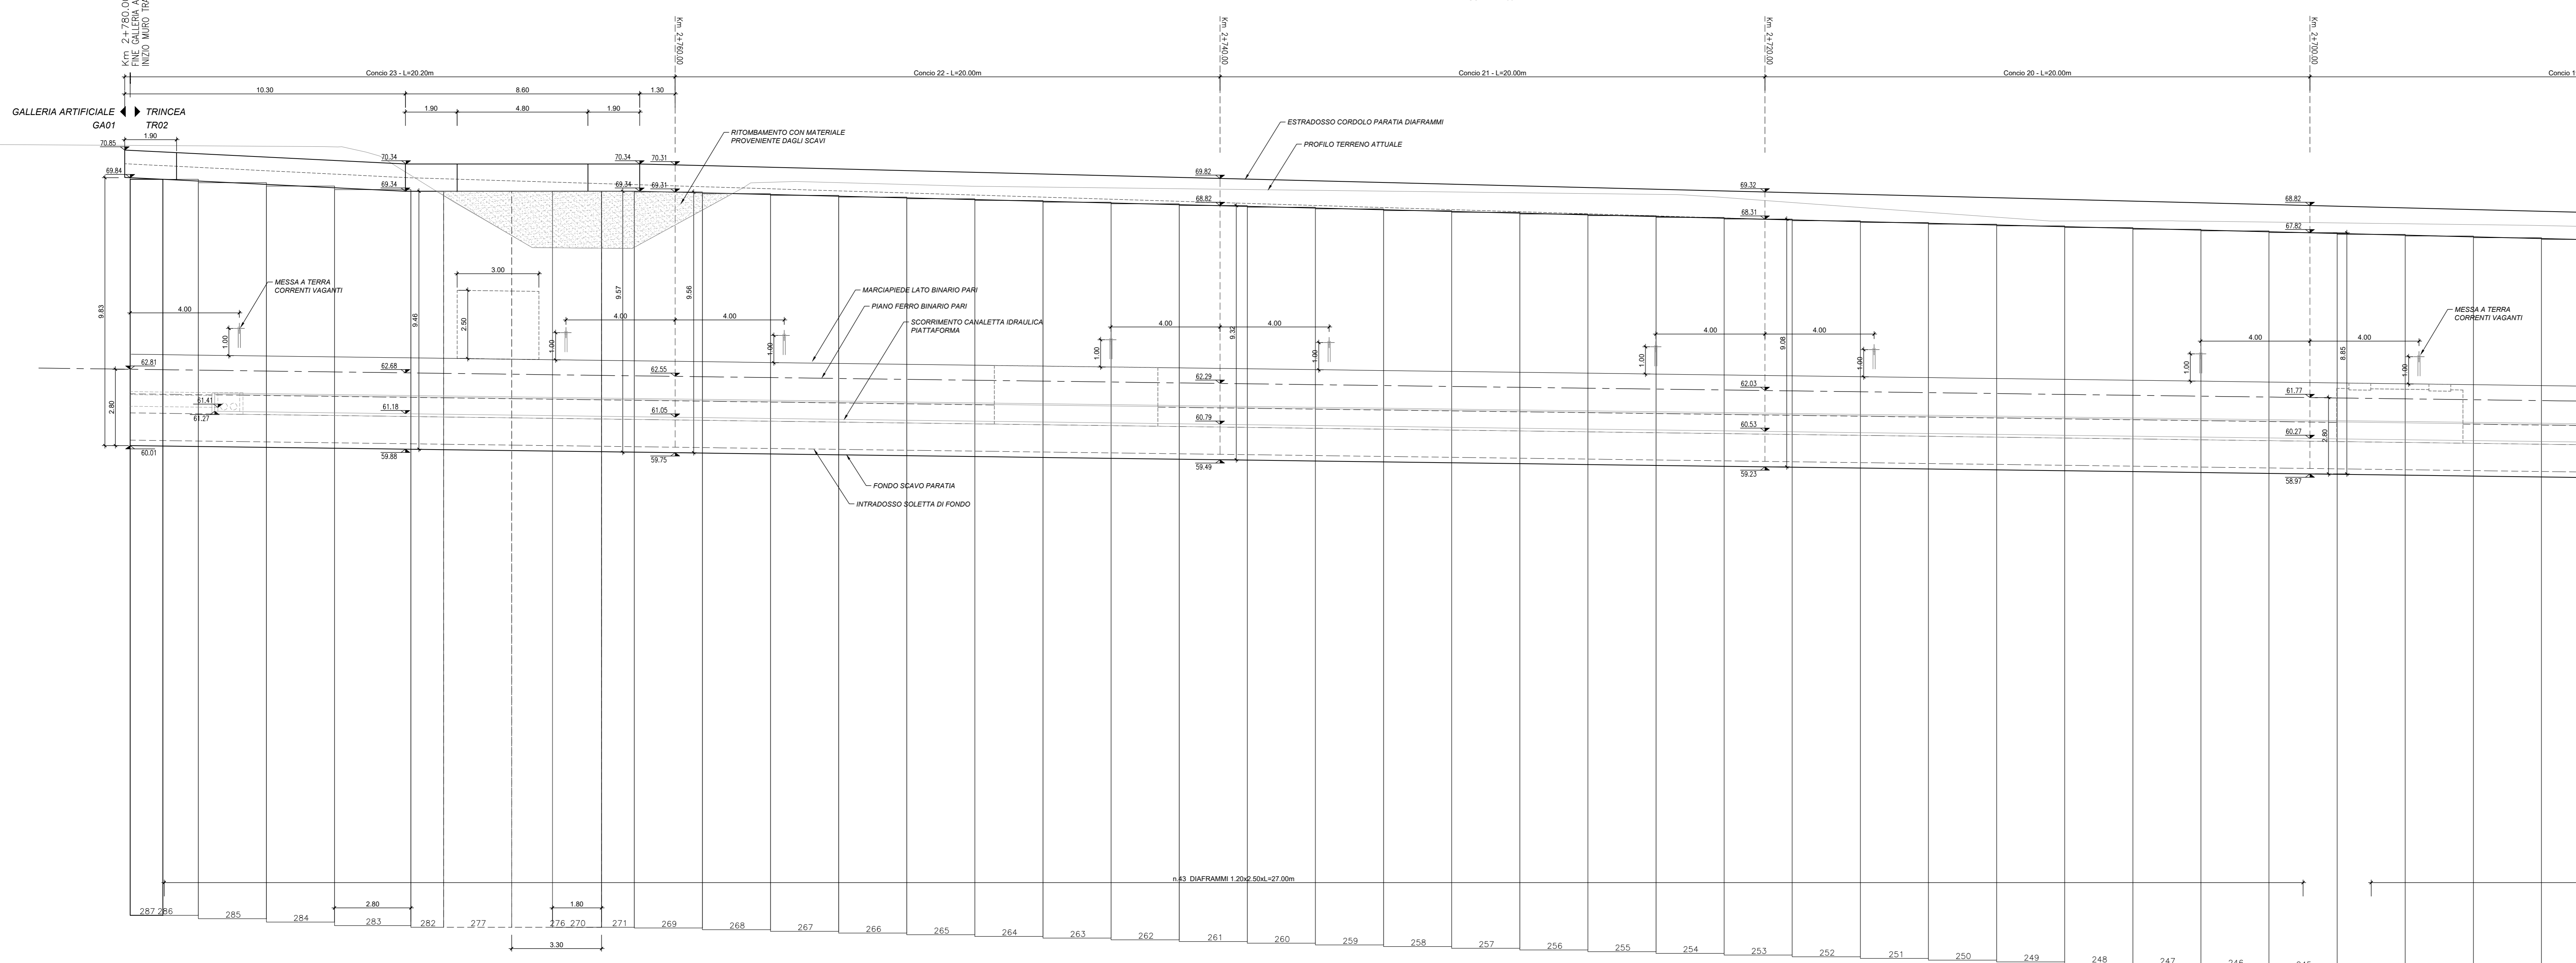 Km 2+780.00
FINE GALLERIA A
INIZIO MURO TRA
Km 2+760.00
Km 2+740.00
Km 2+720.00
Km 2+700.00
Concio 23 - L=20.20m
Concio 22 - L=20.00m
Concio 21 - L=20.00m
Concio 20 - L=20.00m
Concio 1
10.30
8.60
1.30
1.90
4.80
1.90
GALLERIA ARTIFICIALE
TRINCEA
GA01
TR02
1.90
RITOMBAMENTO CON MATERIALE
PROVENIENTE DAGLI SCAVI
ESTRADOSSO CORDOLO PARATIA DIAFRAMMI
PROFILO TERRENO ATTUALE
70.85
70.34
70.34
70.31
69.84
69.34
69.34
69.31
69.82
68.82
69.32
68.31
68.82
67.82
MESSA A TERRA
CORRENTI VAGANTI
3.00
2.50
4.00
1.00
9.83
9.46
9.57
9.56
MARCIAPIEDE LATO BINARIO PARI
PIANO FERRO BINARIO PARI
SCORRIMENTO CANALETTA IDRAULICA
PIATTAFORMA
4.00
4.00
1.00
1.00
4.00
4.00
1.00
1.00
9.32
4.00
4.00
1.00
1.00
9.08
4.00
4.00
1.00
1.00
8.85
MESSA A TERRA
CORRENTI VAGANTI
62.81
62.68
62.55
62.29
62.03
61.77
2.80
61.41
61.27
61.18
61.05
60.79
60.53
60.27
2.80
60.01
59.88
59.75
59.49
59.23
58.97
FONDO SCAVO PARATIA
INTRADOSSO SOLETTA DI FONDO
n.43 DIAFRAMMI 1.20x2.50xL=27.00m
2.80
1.80
3.30
287 286 285 284 283 282 277 276 270 271 269 268 267 266 265 264 263 262 261 260 259 258 257 256 255 254 253 252 251 250 249 248 247 246